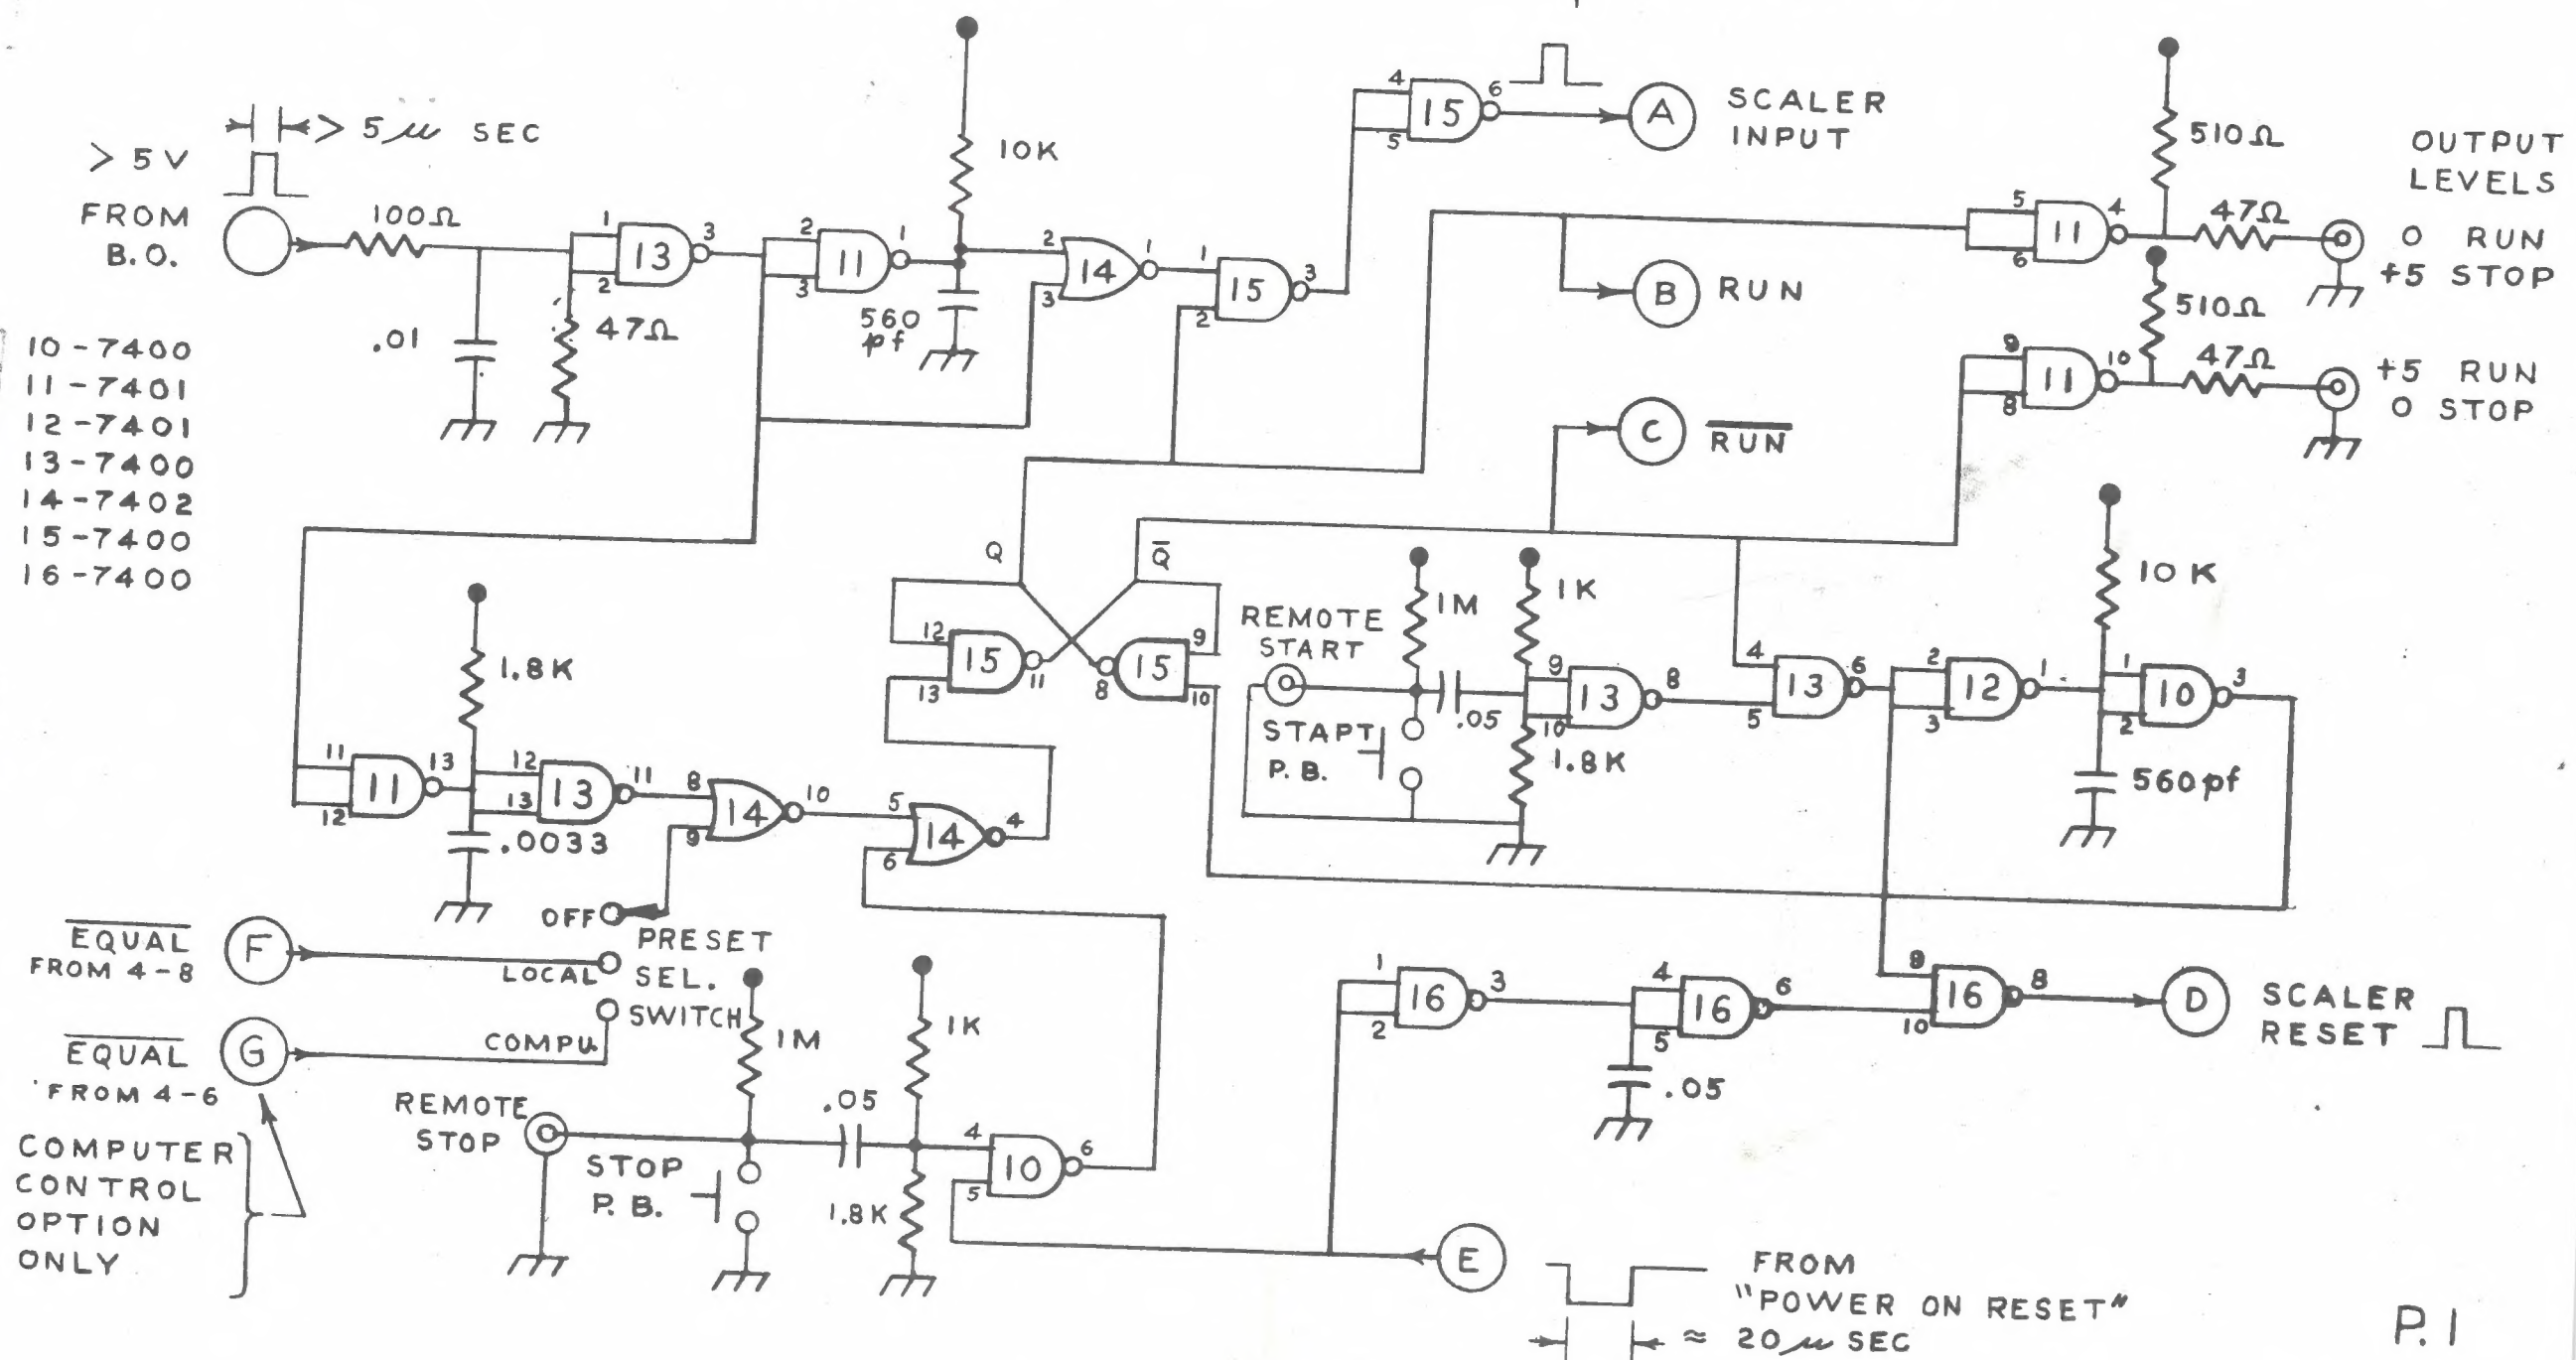 > 5 µ SEC
> 5 V
FROM
B.O.
100Ω
.01
47Ω
1
2
13
3
2
3
11
1
10K
560
pf
2
3
14
1
1
2
15
3
4
5
15
6
A
SCALER
INPUT
B
RUN
C
R̅U̅N̅
5
6
11
4
510Ω
47Ω
OUTPUT
LEVELS
0 RUN
+5 STOP
9
8
11
10
510Ω
47Ω
+5 RUN
0 STOP
10-7400
11-7401
12-7401
13-7400
14-7402
15-7400
16-7400
Q
Q̅
12
13
15
11
15
8
9
10
REMOTE
START
STAPT
P. B.
1M
.05
1K
1.8K
9
10
13
8
4
5
13
6
2
3
12
1
10K
560pf
1
2
10
3
11
12
11
13
1.8K
.0033
12
13
13
11
8
9
14
10
5
6
14
4
E̅Q̅U̅A̅L̅
FROM 4-8
F
OFF
LOCAL
COMPU.
PRESET
SEL.
SWITCH
E̅Q̅U̅A̅L̅
FROM 4-6
G
COMPUTER
CONTROL
OPTION
ONLY
REMOTE
STOP
STOP
P. B.
1M
.05
1K
1.8K
4
5
10
6
1
2
16
3
4
5
16
6
.05
9
10
16
8
D
SCALER
RESET
E
FROM
"POWER ON RESET"
≈ 20 µ SEC
P. 1